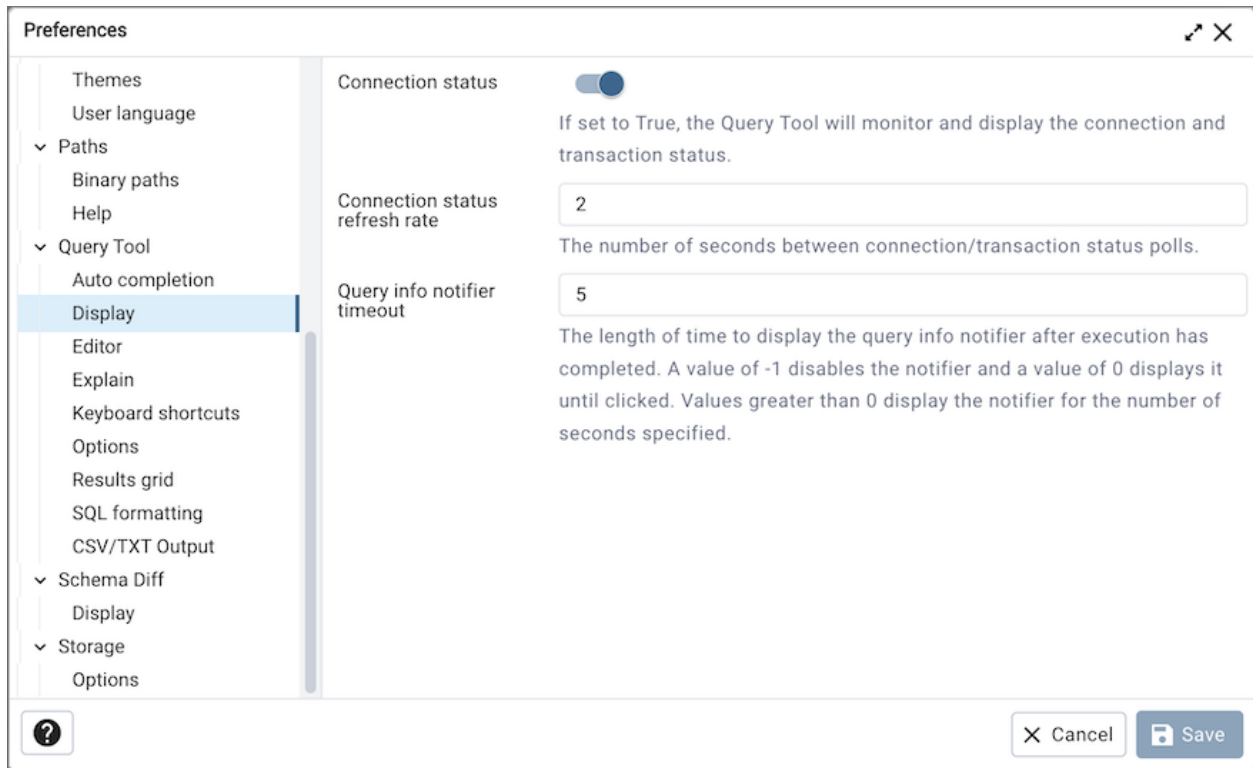 Preferences
Themes
User language
Paths
Binary paths
Help
Query Tool
Auto completion
Display
Editor
Explain
Keyboard shortcuts
Options
Results grid
SQL formatting
CSV/TXT Output
Schema Diff
Display
Storage
Options
Connection status
If set to True, the Query Tool will monitor and display the connection and
transaction status.
Connection status
refresh rate
2
The number of seconds between connection/transaction status polls.
Query info notifier
timeout
5
The length of time to display the query info notifier after execution has
completed. A value of -1 disables the notifier and a value of 0 displays it
until clicked. Values greater than 0 display the notifier for the number of
seconds specified.
?
Cancel
Save